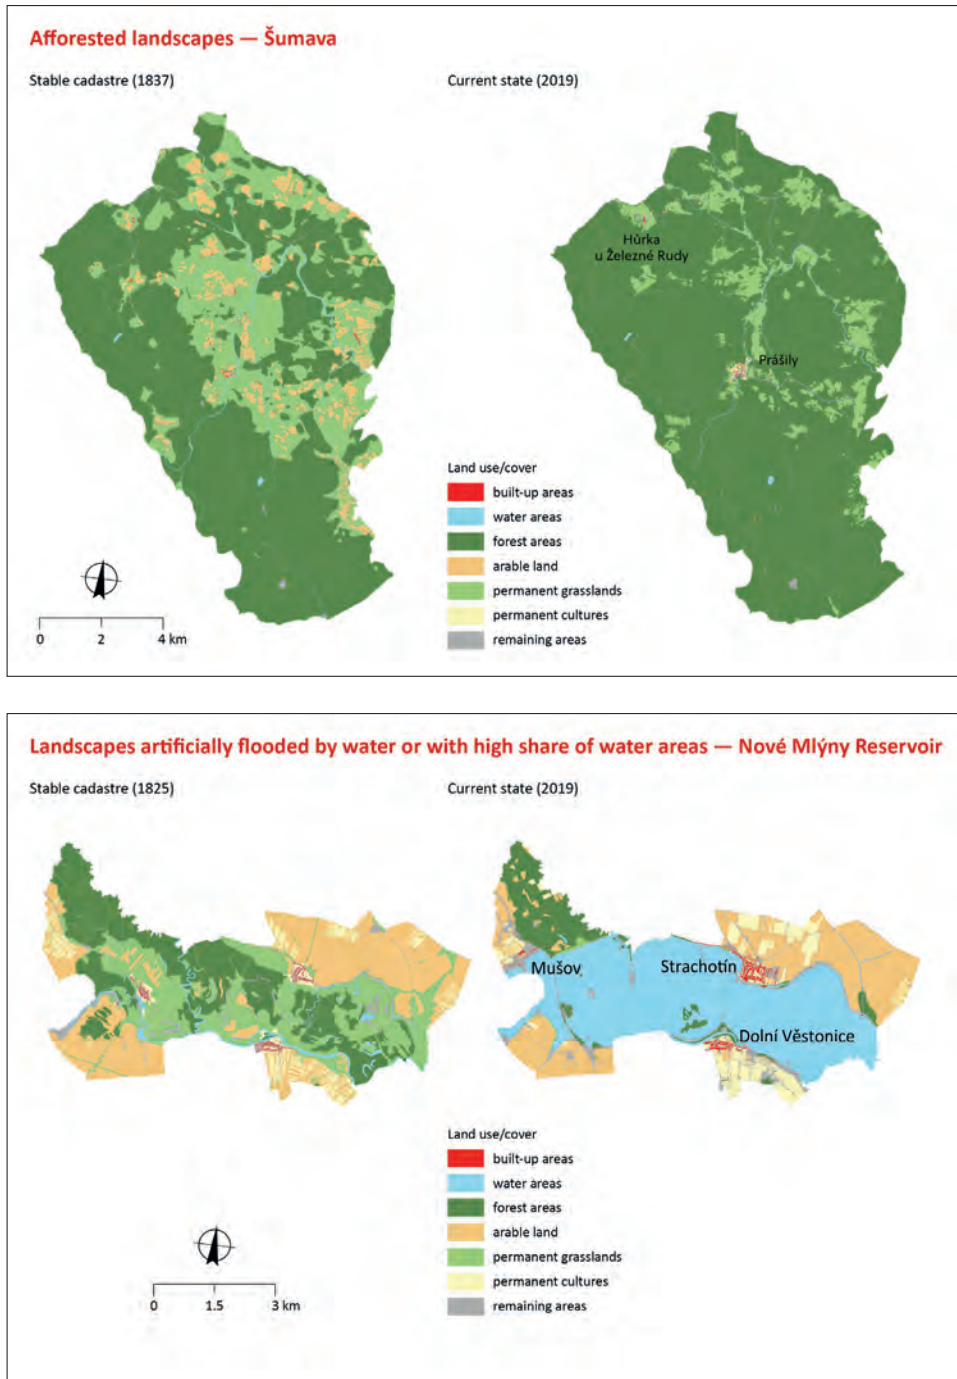 Afforested landscapes — Šumava
Stable cadastre (1837)
Current state (2019)
Hůrka
u Železné Rudy
Prášily
Land use/cover
built-up areas
water areas
forest areas
arable land
permanent grasslands
permanent cultures
remaining areas
0 2 4 km
Landscapes artificially flooded by water or with high share of water areas — Nové Mlýny Reservoir
Stable cadastre (1825)
Current state (2019)
Mušov
Strachotín
Dolní Věstonice
Land use/cover
built-up areas
water areas
forest areas
arable land
permanent grasslands
permanent cultures
remaining areas
0 1.5 3 km